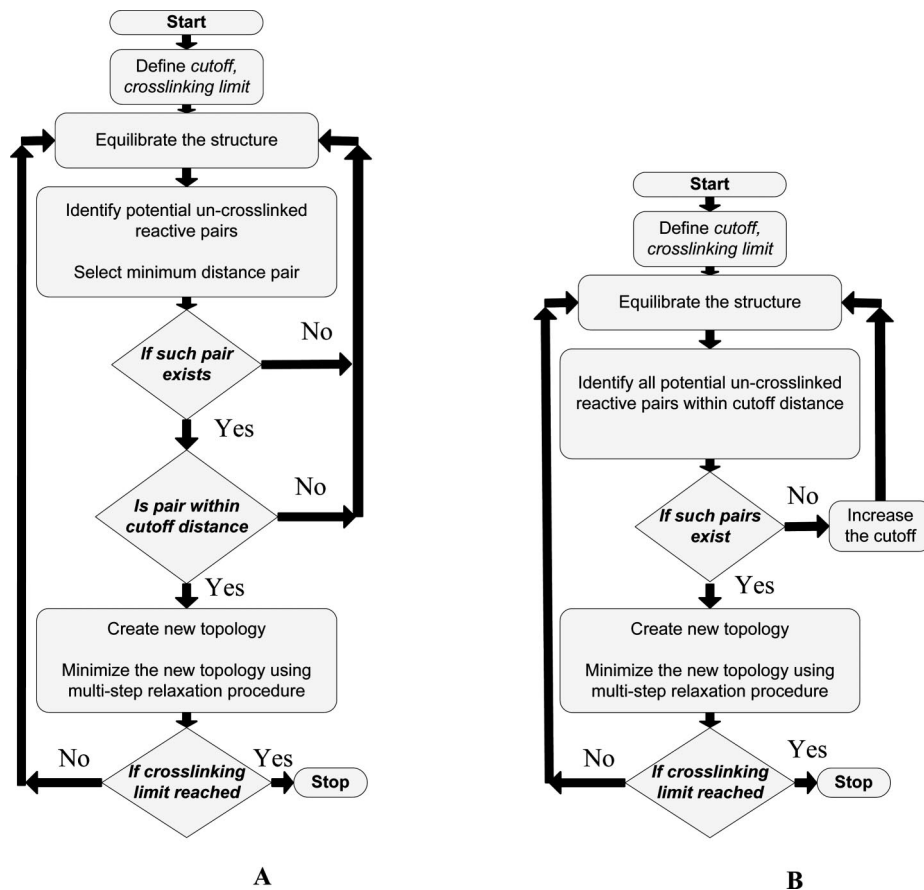 Start
Define cutoff,
crosslinking limit
Equilibrate the structure
Identify potential un-crosslinked
reactive pairs
Select minimum distance pair
If such pair
exists
No
Yes
Is pair within
cutoff distance
No
Yes
Create new topology
Minimize the new topology using
multi-step relaxation procedure
If crosslinking
limit reached
No
Yes
Stop
A
Start
Define cutoff,
crosslinking limit
Equilibrate the structure
Identify all potential un-crosslinked
reactive pairs within cutoff distance
If such pairs
exist
No
Increase
the cutoff
Yes
Create new topology
Minimize the new topology using
multi-step relaxation procedure
If crosslinking
limit reached
No
Yes
Stop
B